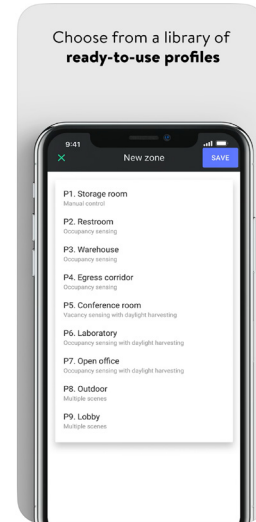 Choose from a library of
ready-to-use profiles
9:41
New zone
SAVE
P1. Storage room
Manual control
P2. Restroom
Occupancy sensing
P3. Warehouse
Occupancy sensing
P4. Egress corridor
Occupancy sensing
P5. Conference room
Vacancy sensing with daylight harvesting
P6. Laboratory
Occupancy sensing with daylight harvesting
P7. Open office
Occupancy sensing with daylight harvesting
P8. Outdoor
Multiple scenes
P9. Lobby
Multiple scenes